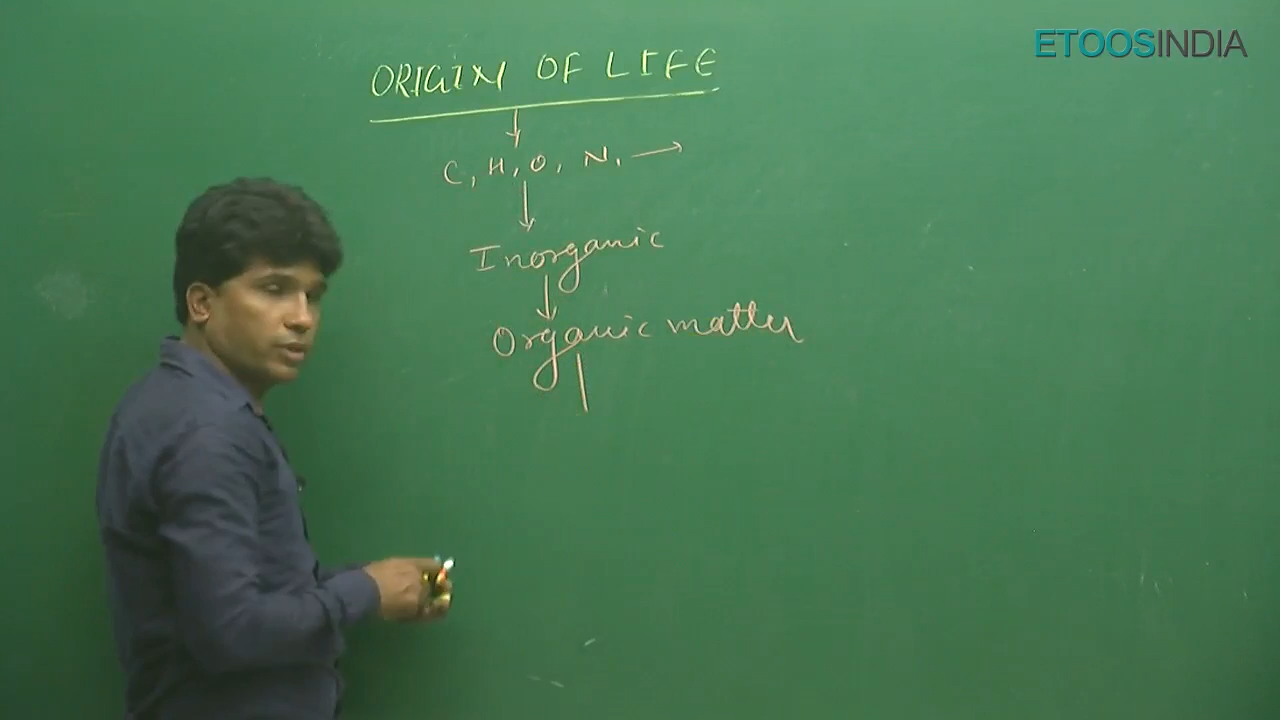 ETOOSINDIA
ORIGIN OF LIFE
C, H, O, N, →
Inorganic
Organic matter